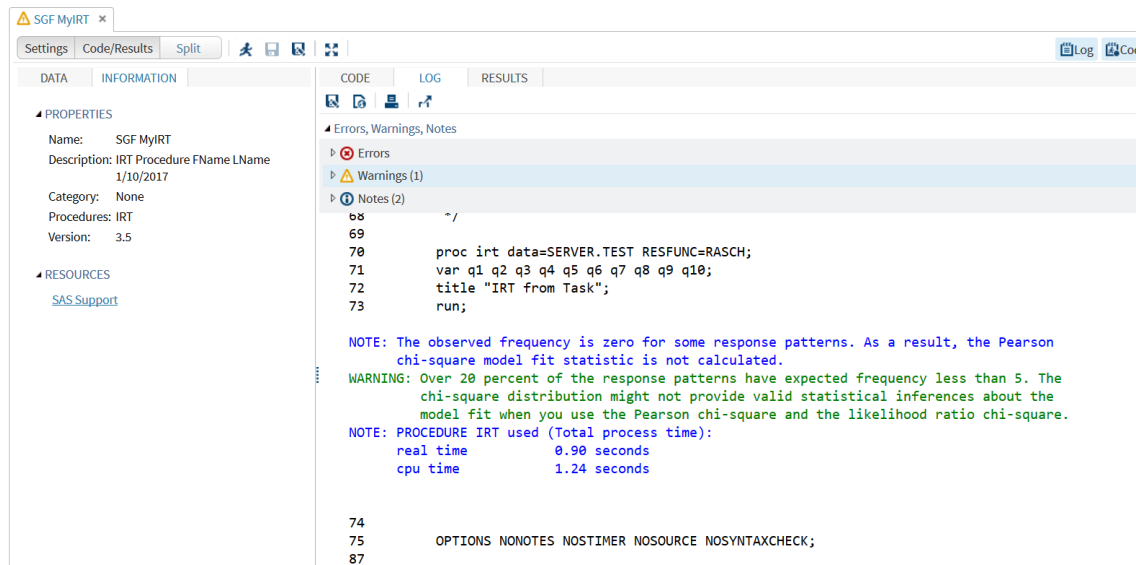 SGF MyIRT ×
Settings Code/Results Split
Log Coo
DATA INFORMATION
PROPERTIES
Name: SGF MyIRT
Description: IRT Procedure FName LName
1/10/2017
Category: None
Procedures: IRT
Version: 3.5
RESOURCES
SAS Support
CODE LOG RESULTS
Errors, Warnings, Notes
Errors
Warnings (1)
Notes (2)
68 */
69
70 proc irt data=SERVER.TEST RESFUNC=RASCH;
71 var q1 q2 q3 q4 q5 q6 q7 q8 q9 q10;
72 title "IRT from Task";
73 run;
NOTE: The observed frequency is zero for some response patterns. As a result, the Pearson
chi-square model fit statistic is not calculated.
WARNING: Over 20 percent of the response patterns have expected frequency less than 5. The
chi-square distribution might not provide valid statistical inferences about the
model fit when you use the Pearson chi-square and the likelihood ratio chi-square.
NOTE: PROCEDURE IRT used (Total process time):
real time 0.90 seconds
cpu time 1.24 seconds
74
75 OPTIONS NONOTES NOSTIMER NOSOURCE NOSYNTAXCHECK;
87